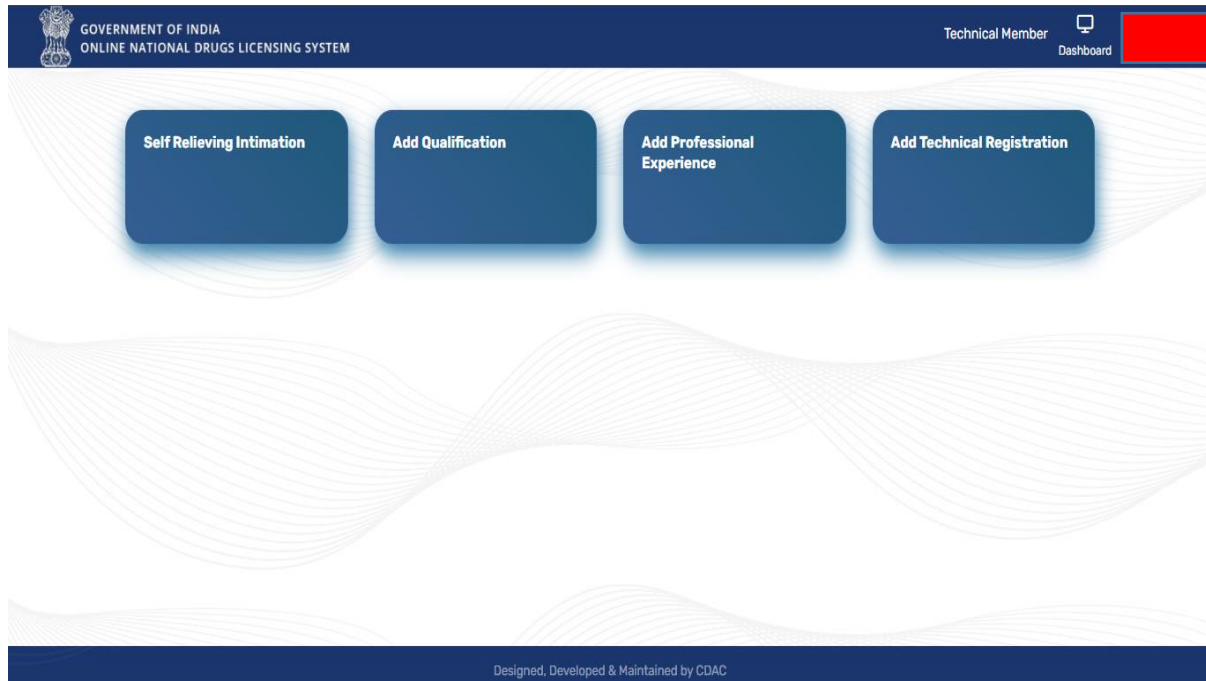 GOVERNMENT OF INDIA
ONLINE NATIONAL DRUGS LICENSING SYSTEM
Technical Member
Dashboard
Self Relieving Intimation
Add Qualification
Add Professional
Experience
Add Technical Registration
Designed, Developed & Maintained by CDAC